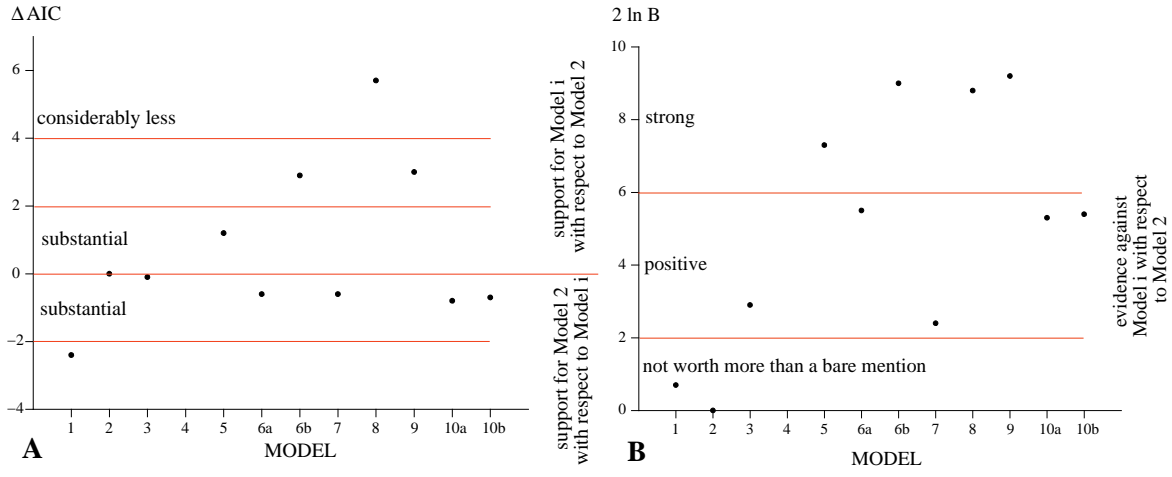 Δ AIC
6
4
2
0
−2
−4
considerably less
substantial
substantial
1 2 3 4 5 6a 6b 7 8 9 10a 10b
MODEL
A
support for Model i
with respect to Model 2
support for Model 2
with respect to Model i
2 ln B
10
8
6
4
2
0
strong
positive
not worth more than a bare mention
1 2 3 4 5 6a 6b 7 8 9 10a 10b
MODEL
B
evidence against
Model i with respect
to Model 2